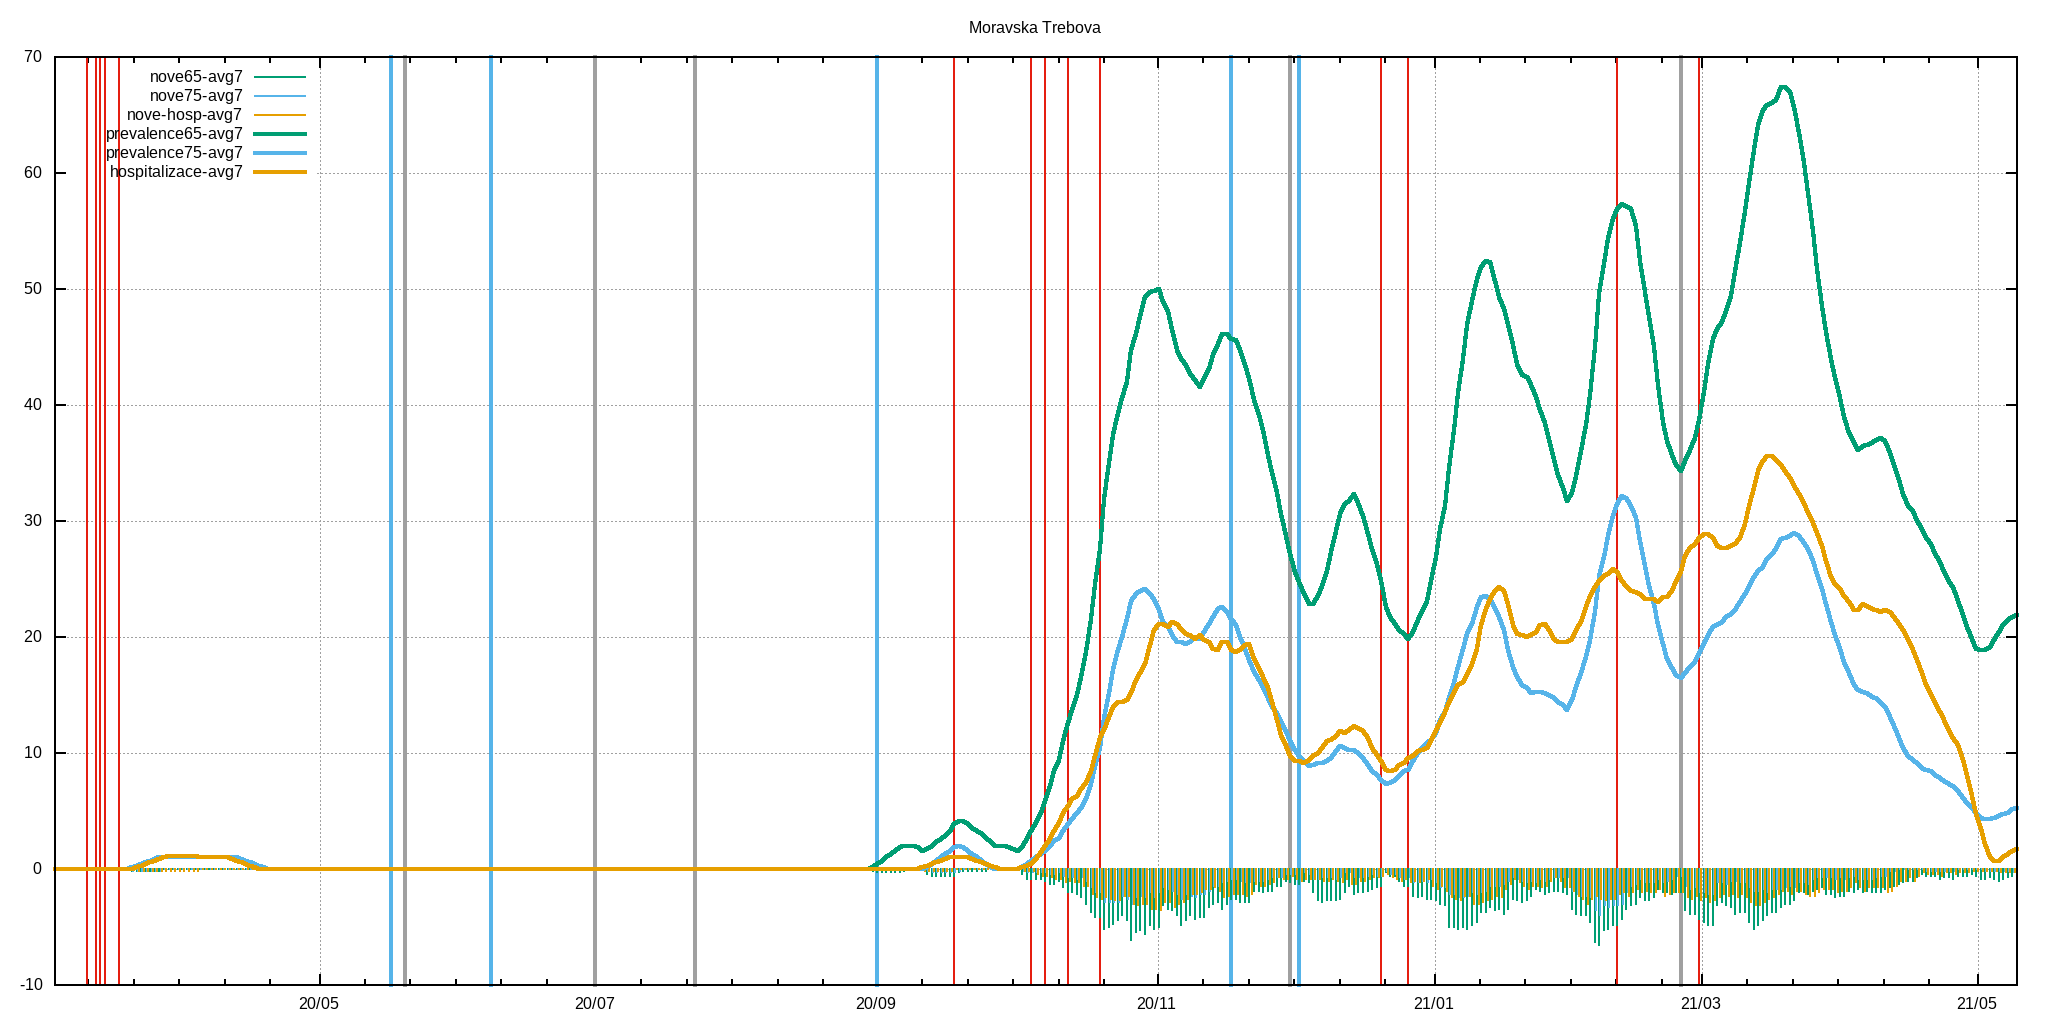 Moravska Trebova
70
60
50
40
30
20
10
0
-10
nove65-avg7
nove75-avg7
nove-hosp-avg7
prevalence65-avg7
prevalence75-avg7
hospitalizace-avg7
20/05 20/07 20/09 20/11 21/01 21/03 21/05